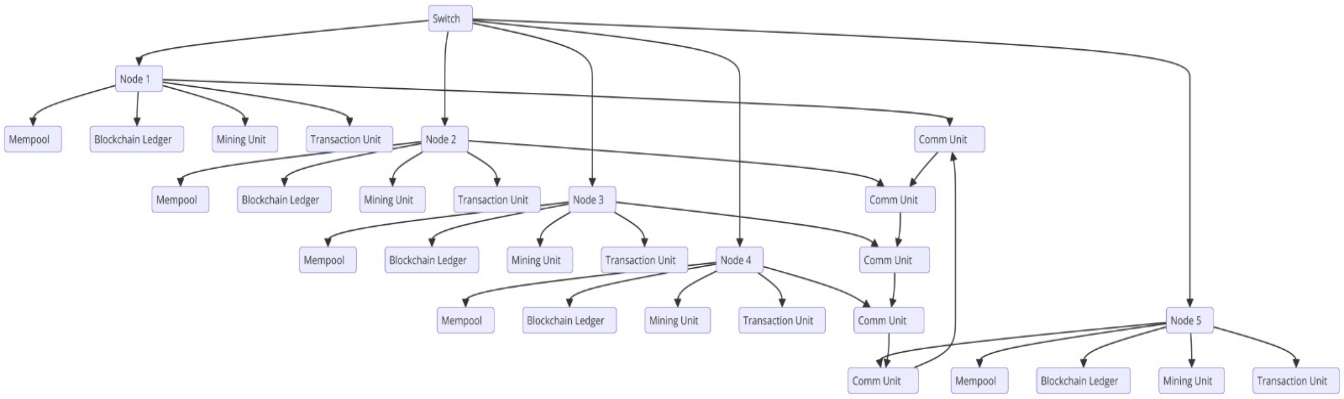 Switch
Node 1
Mempool
Blockchain Ledger
Mining Unit
Transaction Unit
Node 2
Comm Unit
Mempool
Blockchain Ledger
Mining Unit
Transaction Unit
Node 3
Comm Unit
Mempool
Blockchain Ledger
Mining Unit
Transaction Unit
Node 4
Comm Unit
Mempool
Blockchain Ledger
Mining Unit
Transaction Unit
Comm Unit
Node 5
Comm Unit
Mempool
Blockchain Ledger
Mining Unit
Transaction Unit